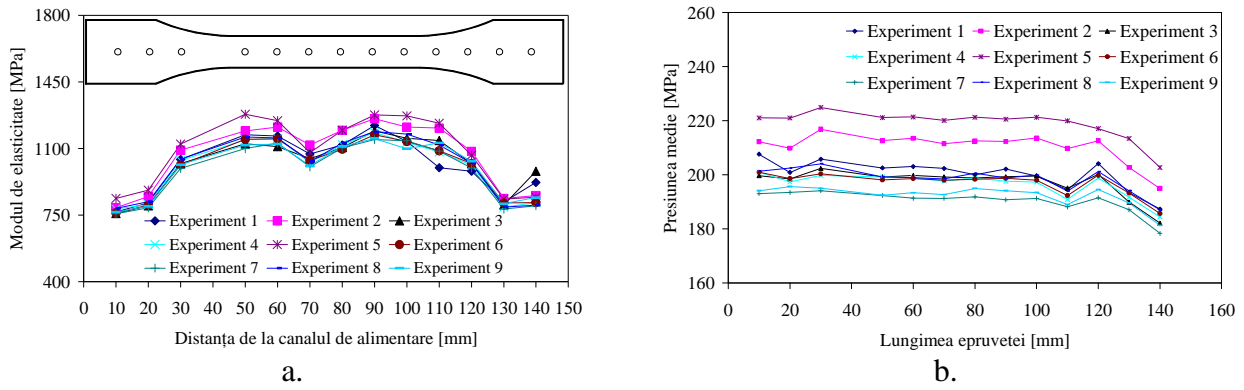 1800
1450
1100
750
400
Modul de elasticitate [MPa]
Experiment 1 Experiment 2 Experiment 3
Experiment 4 Experiment 5 Experiment 6
Experiment 7 Experiment 8 Experiment 9
0 10 20 30 40 50 60 70 80 90 100 110 120 130 140 150
Distanța de la canalul de alimentare [mm]
a.
260
240
220
200
180
160
Presiunea medie [MPa]
Experiment 1 Experiment 2 Experiment 3
Experiment 4 Experiment 5 Experiment 6
Experiment 7 Experiment 8 Experiment 9
0 20 40 60 80 100 120 140 160
Lungimea epruvetei [mm]
b.